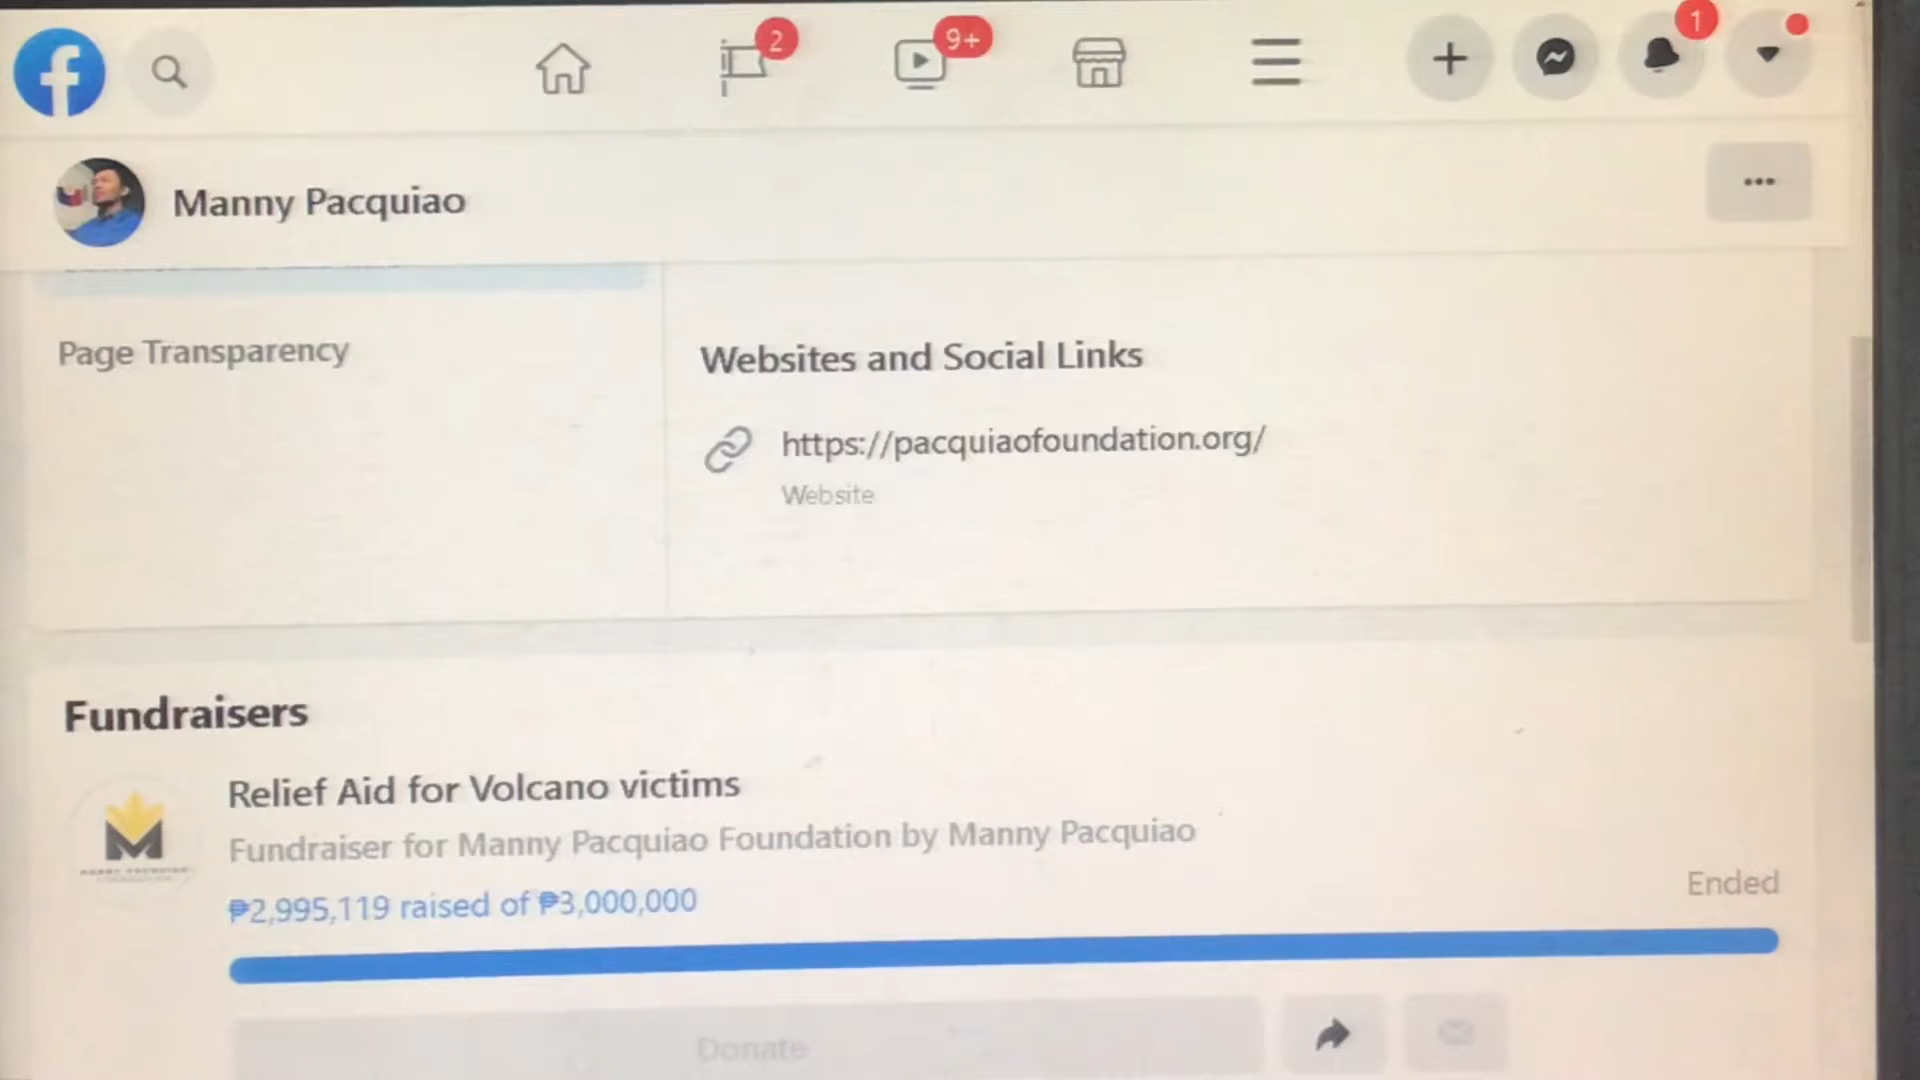 2
9+
1
Manny Pacquiao
Page Transparency
Websites and Social Links
https://pacquiaofoundation.org/
Website
Fundraisers
Relief Aid for Volcano victims
Fundraiser for Manny Pacquiao Foundation by Manny Pacquiao
₱2,995,119 raised of ₱3,000,000
Ended
Donate